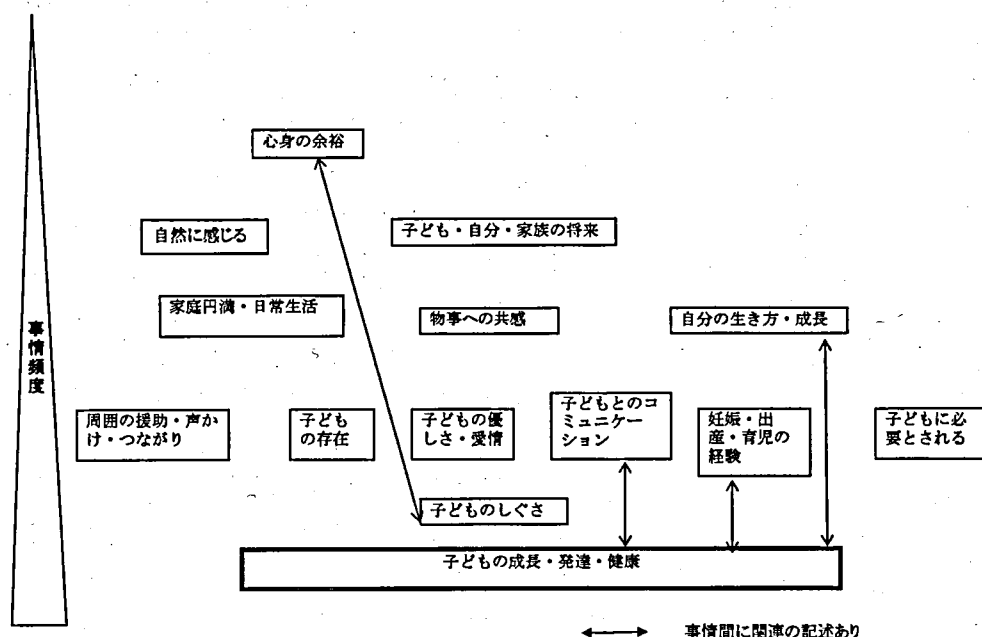 心身の余裕
自然に感じる
子ども・自分・家族の将来
家庭円満・日常生活
物事への共感
自分の生き方・成長
事情頻度
周囲の援助・声か
け・つながり
子ども
の存在
子どもの優
しさ・愛情
子どもとのコ
ミュニケー
ション
妊娠・出
産・育児の
経験
子どもに必
要とされる
子どものしぐさ
子どもの成長・発達・健康
事情間に関連の記述あり